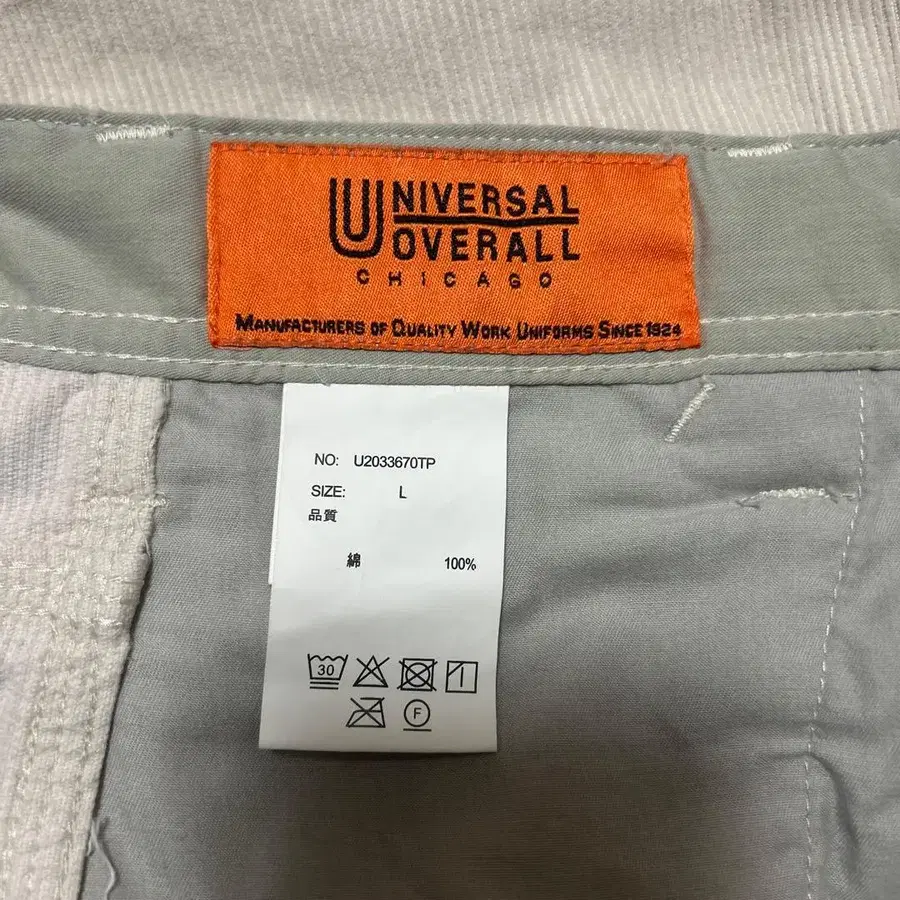 UNIVERSAL
OVERALL
CHICAGO
MANUFACTURERS OF QUALITY WORK UNIFORMS SINCE 1924
NO: U2033670TP
SIZE: L
品質
綿 100%
30
F